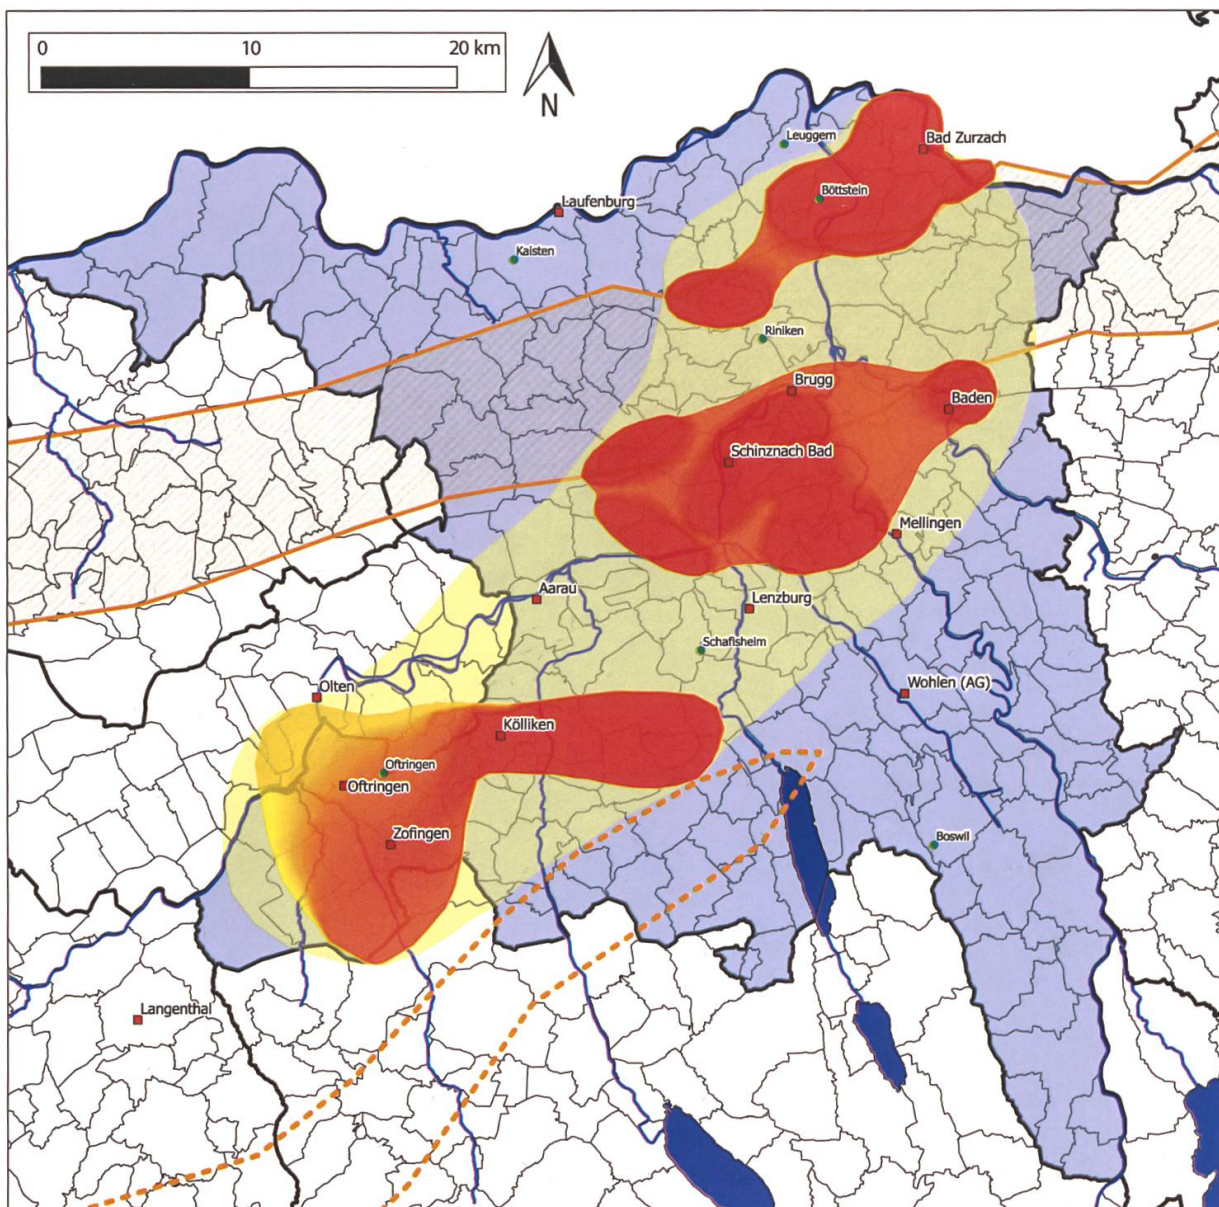 0 10 20 km
N
Leuggern
Bad Zurzach
Böttstein
Laufenburg
Kaisten
Riniken
Brugg
Baden
Schinznach Bad
Mellingen
Aarau
Lenzburg
Schafisheim
Olten
Wohlen (AG)
Kölliken
Oftringen
Oftringen
Zofingen
Boswil
Langenthal